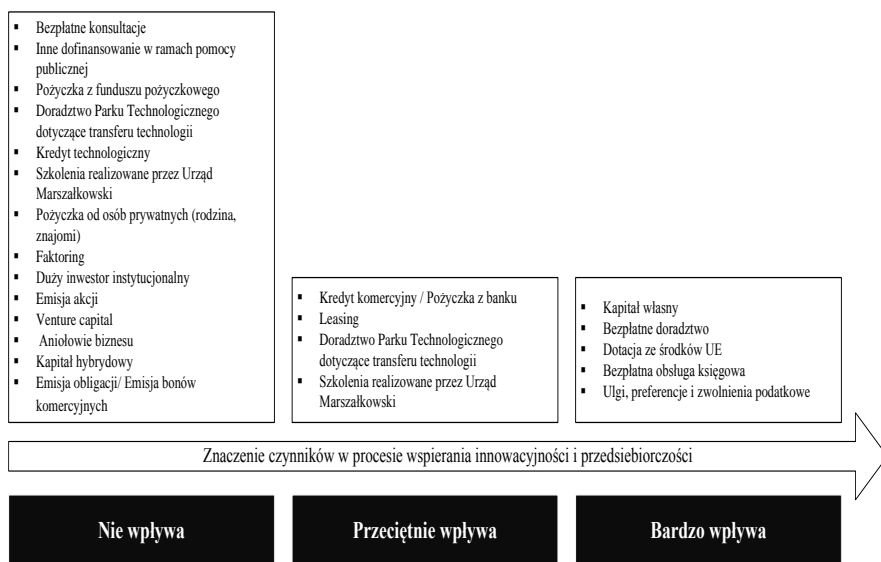 ▪ Bezpłatne konsultacje
▪ Inne dofinansowanie w ramach pomocy
publicznej
▪ Pożyczka z funduszu pożyczkowego
▪ Doradztwo Parku Technologicznego
dotyczące transferu technologii
▪ Kredyt technologiczny
▪ Szkolenia realizowane przez Urząd
Marszałkowski
▪ Pożyczka od osób prywatnych (rodzina,
znajomi)
▪ Faktoring
▪ Duży inwestor instytucjonalny
▪ Emisja akcji
▪ Venture capital
▪ Aniołowie biznesu
▪ Kapitał hybrydowy
▪ Emisja obligacji/ Emisja bonów
komercyjnych
▪ Kredyt komercyjny / Pożyczka z banku
▪ Leasing
▪ Doradztwo Parku Technologicznego
dotyczące transferu technologii
▪ Szkolenia realizowane przez Urząd
Marszałkowski
▪ Kapitał własny
▪ Bezpłatne doradztwo
▪ Dotacja ze środków UE
▪ Bezpłatna obsługa księgowa
▪ Ulgi, preferencje i zwolnienia podatkowe
Znaczenie czynników w procesie wspierania innowacyjności i przedsiebiorczości
Nie wpływa
Przeciętnie wpływa
Bardzo wpływa